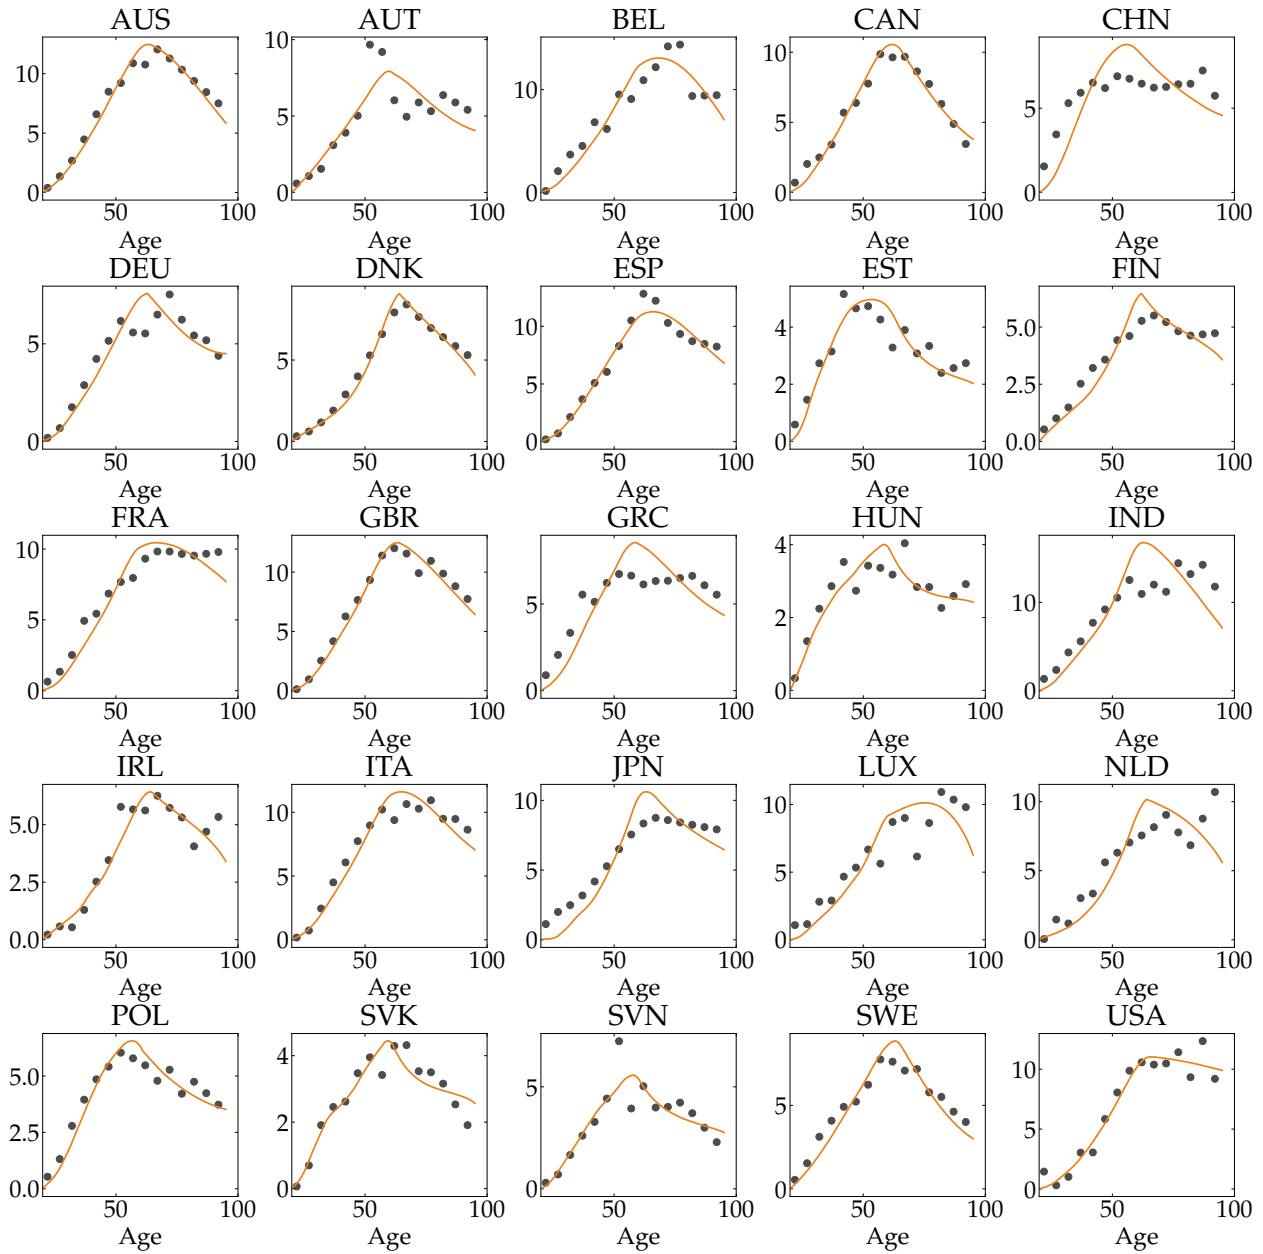 AUS AUT BEL CAN CHN
10 5 0 50 100 Age
10 5 0 50 100 Age
10 0 50 100 Age
10 5 0 50 100 Age
10 5 0 50 100 Age
DEU DNK ESP EST FIN
5 0 50 100 Age
5 0 50 100 Age
10 5 0 50 100 Age
4 2 0 50 100 Age
5.0 2.5 0.0 50 100 Age
FRA GBR GRC HUN IND
10 5 0 50 100 Age
10 5 0 50 100 Age
5 0 50 100 Age
4 2 0 50 100 Age
10 0 50 100 Age
IRL ITA JPN LUX NLD
5.0 2.5 0.0 50 100 Age
10 5 0 50 100 Age
10 5 0 50 100 Age
10 5 0 50 100 Age
10 5 0 50 100 Age
POL SVK SVN SWE USA
5.0 2.5 0.0 50 100 Age
4 2 0 50 100 Age
5 0 50 100 Age
5 0 50 100 Age
10 5 0 50 100 Age